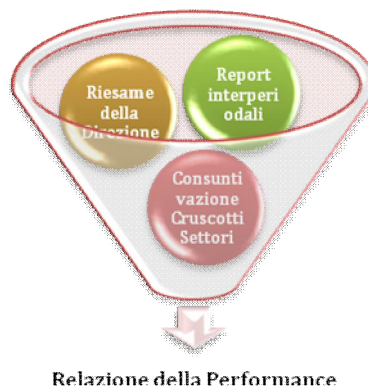 Riesame
della
Direzione
Report
interperi
odali
Consunti
vazione
Cruscotti
Settori
Relazione della Performance